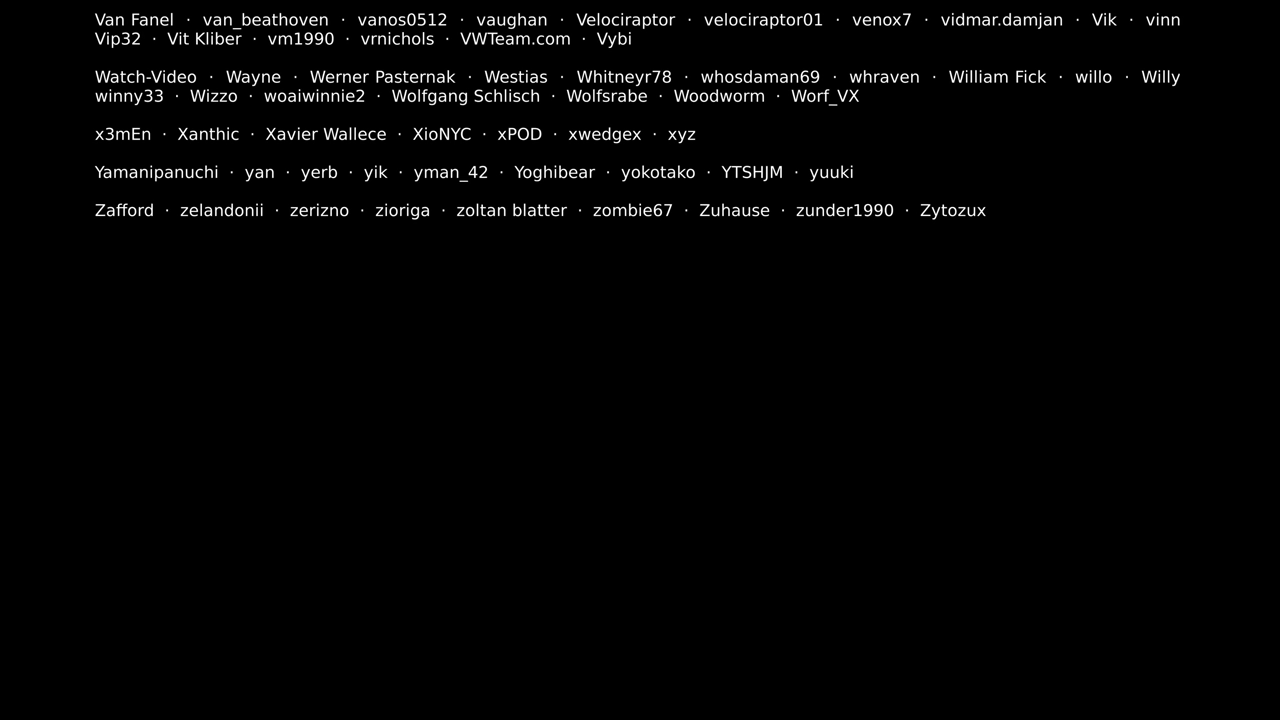 Van Fanel · van_beathoven · vanos0512 · vaughan · Velociraptor · velociraptor01 · venox7 · vidmar.damjan · Vik · vinn
Vip32 · Vit Kliber · vm1990 · vrnichols · VWTeam.com · Vybi
Watch-Video · Wayne · Werner Pasternak · Westias · Whitneyr78 · whosdaman69 · whraven · William Fick · willo · Willy
winny33 · Wizzo · woaiwinnie2 · Wolfgang Schlisch · Wolfsrabe · Woodworm · Worf_VX
x3mEn · Xanthic · Xavier Wallece · XioNYC · xPOD · xwedgex · xyz
Yamanipanuchi · yan · yerb · yik · yman_42 · Yoghibear · yokotako · YTSHJM · yuuki
Zafford · zelandonii · zerizno · zioriga · zoltan blatter · zombie67 · Zuhause · zunder1990 · Zytozux